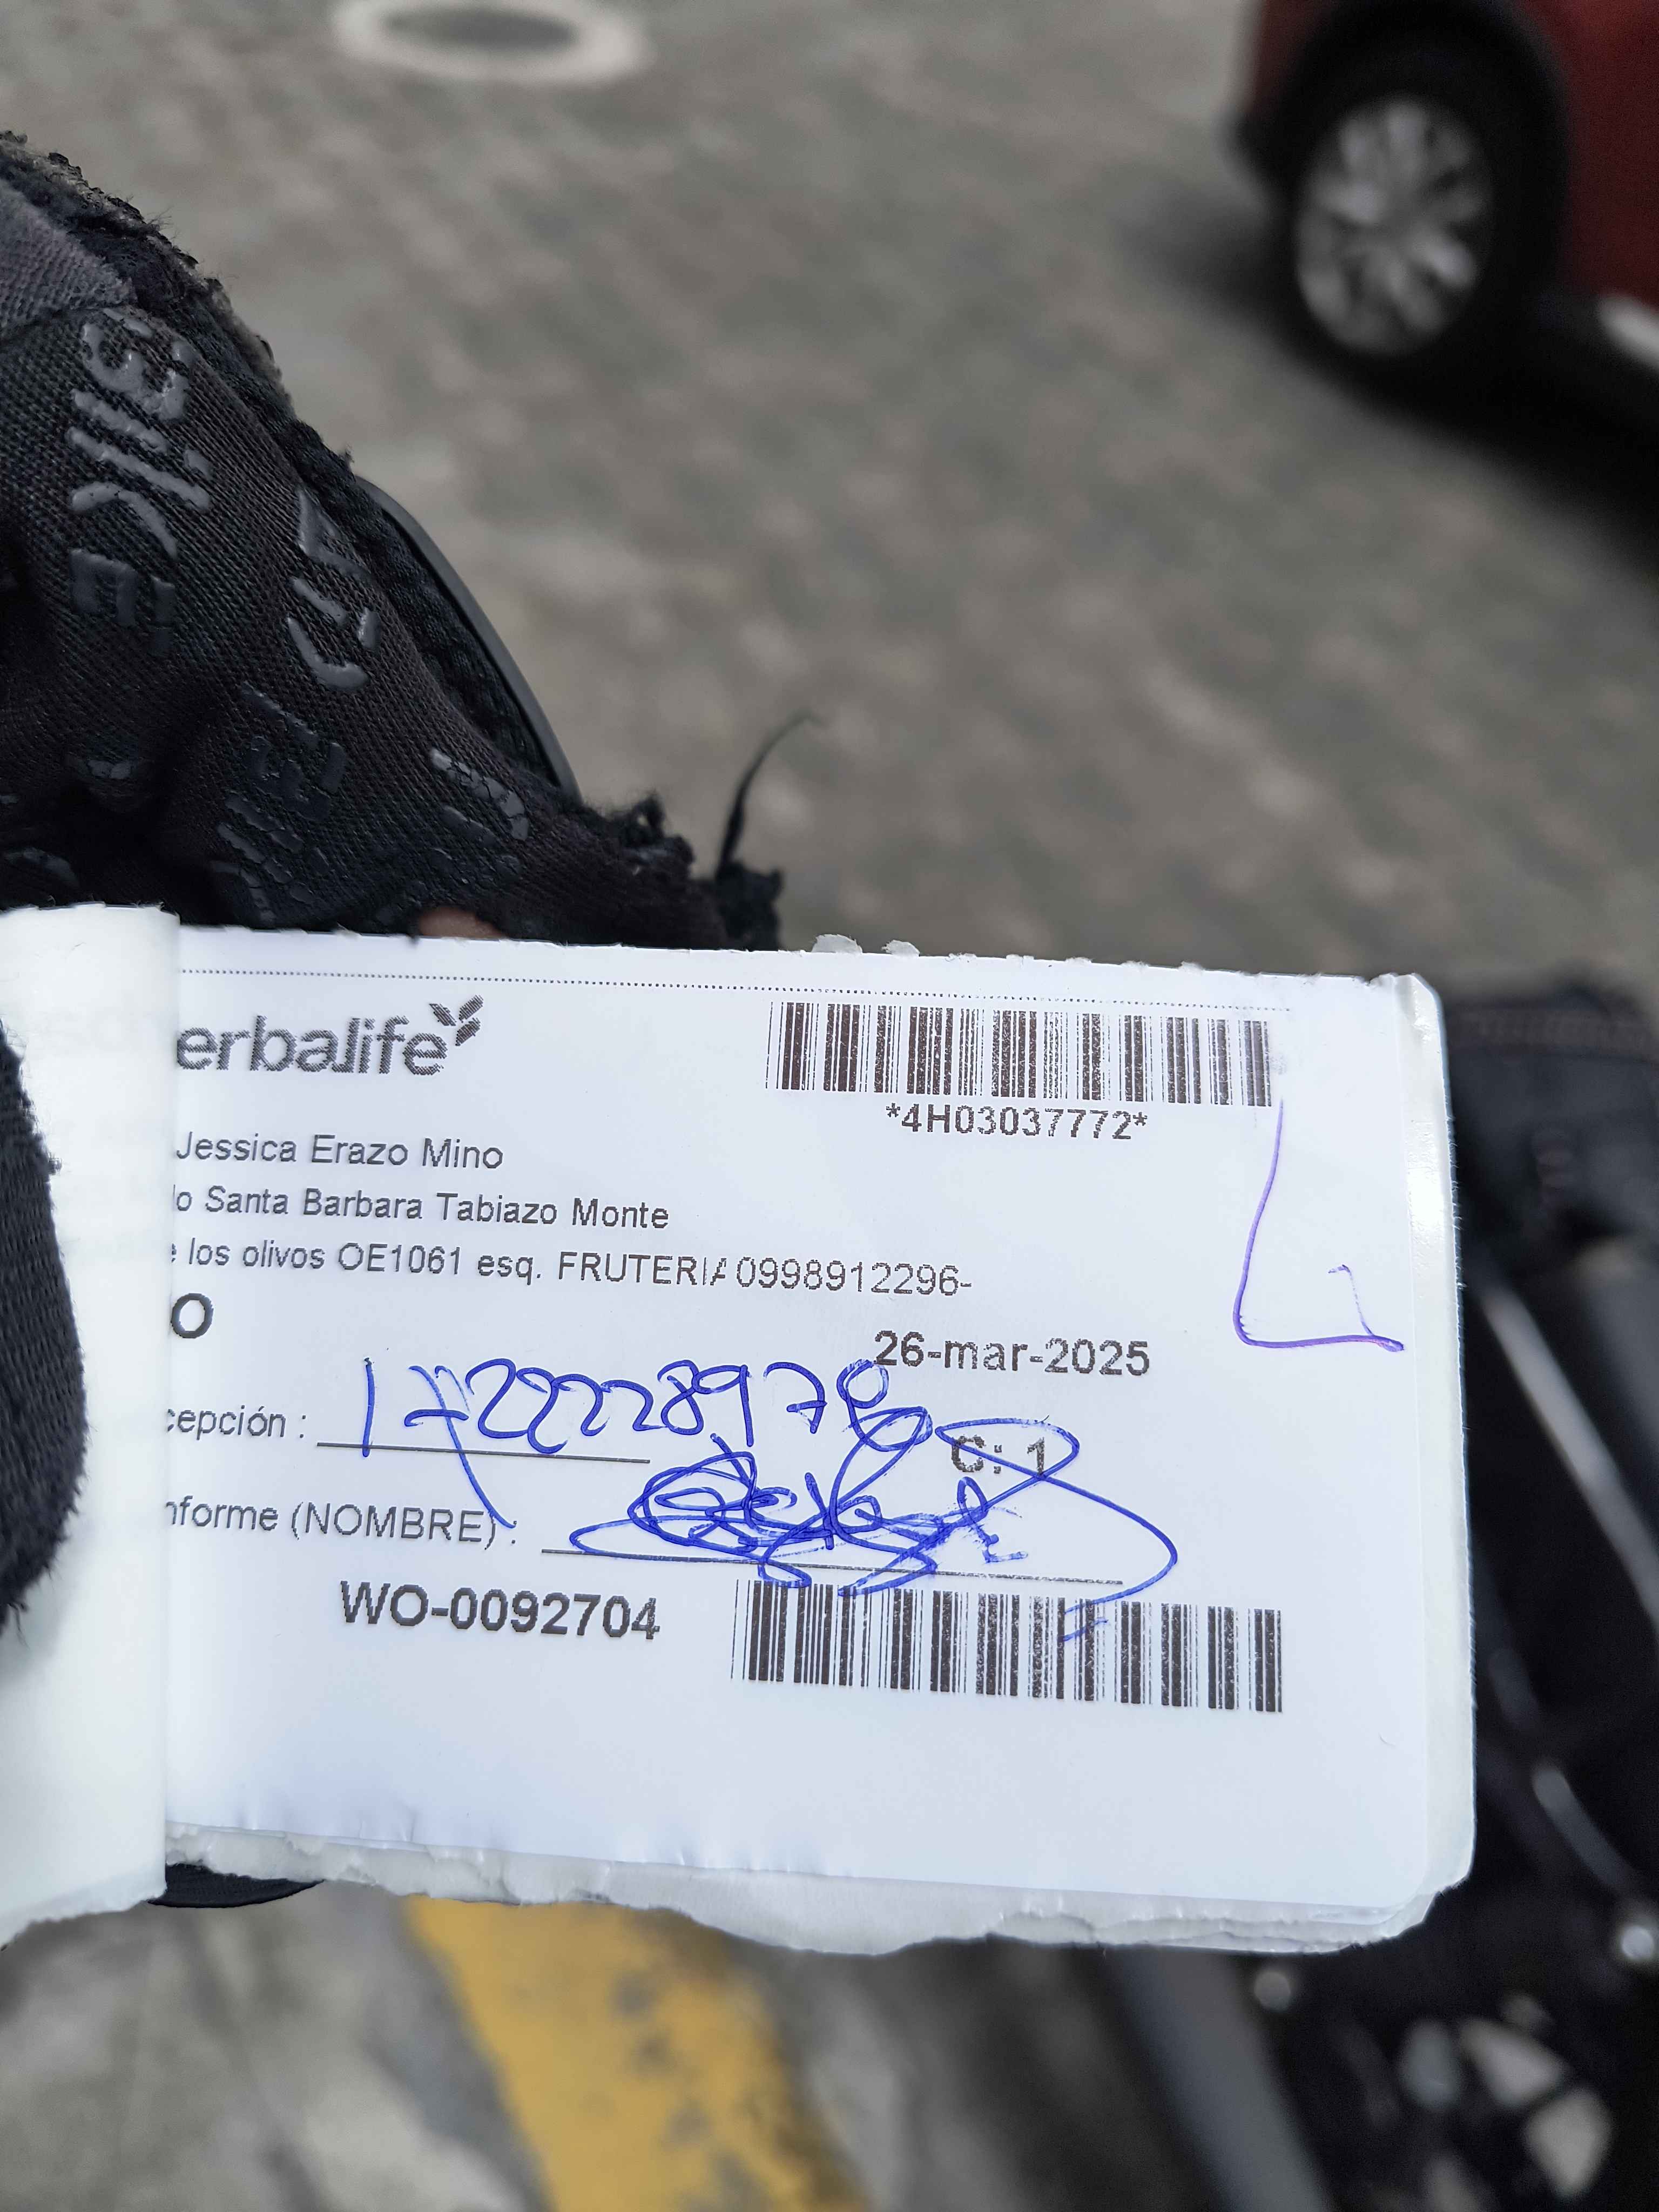 erbalife
*4H03037772*
Jessica Erazo Mino
lo Santa Barbara Tabiazo Monte
e los olivos OE1061 esq. FRUTERIA 0998912296-
O
26-mar-2025
cepción :
C: 1
nforme (NOMBRE) :
WO-0092704